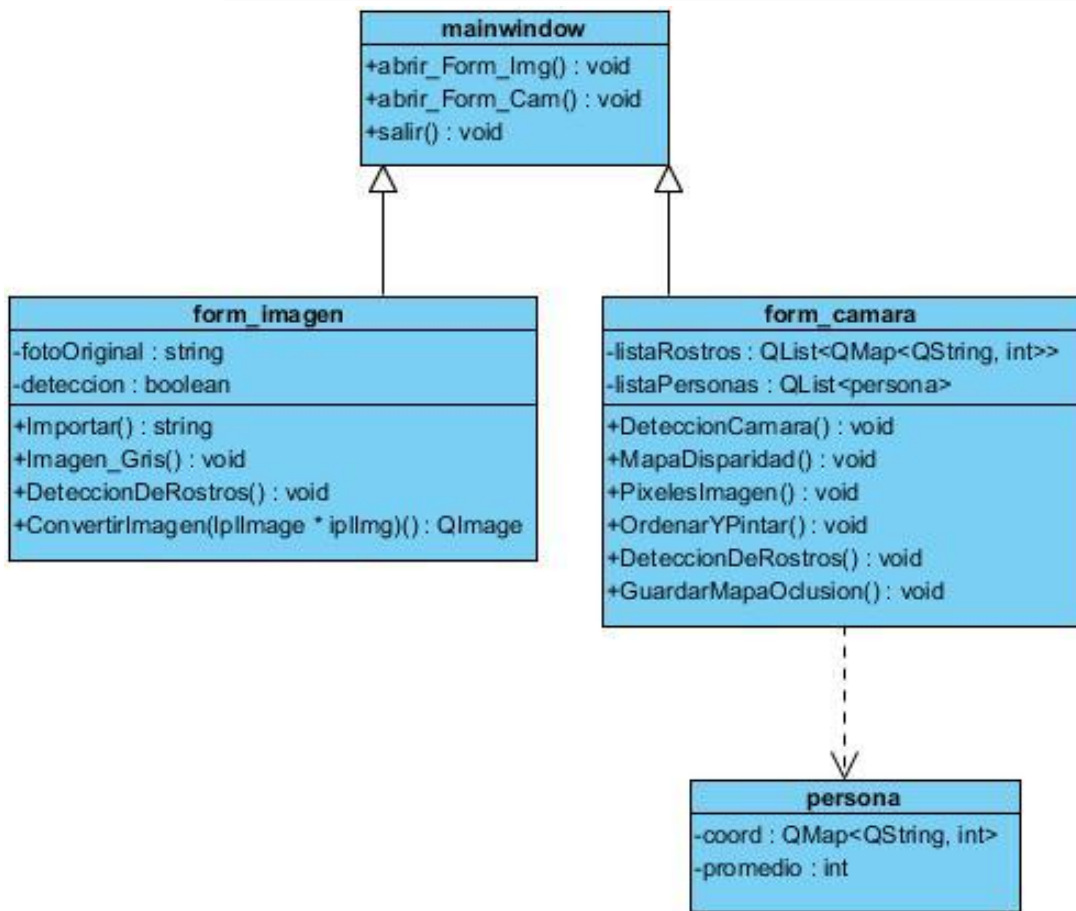 mainwindow
+abrir_Form_Img() : void
+abrir_Form_Cam() : void
+salir() : void
form_imagen
-fotoOriginal : string
-deteccion : boolean
+Importar() : string
+Imagen_Gris() : void
+DeteccionDeRostros() : void
+ConvertirImagen(IplImage * iplImg)() : QImage
form_camara
-listaRostros : QList<QMap<QString, int>>
-listaPersonas : QList<persona>
+DeteccionCamara() : void
+MapaDisparidad() : void
+PixelesImagen() : void
+OrdenarYPintar() : void
+DeteccionDeRostros() : void
+GuardarMapaOclusion() : void
persona
-coord : QMap<QString, int>
-promedio : int